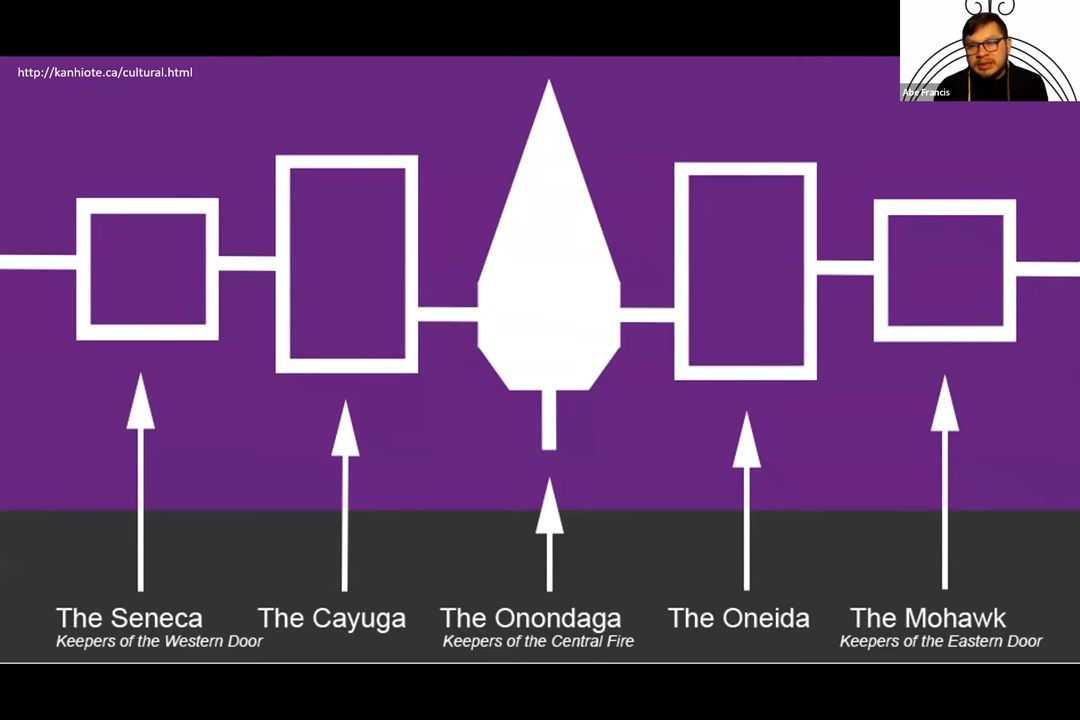 http://kanhiote.ca/cultural.html
Abe Francis
The Seneca
Keepers of the Western Door
The Cayuga
The Onondaga
Keepers of the Central Fire
The Oneida
The Mohawk
Keepers of the Eastern Door